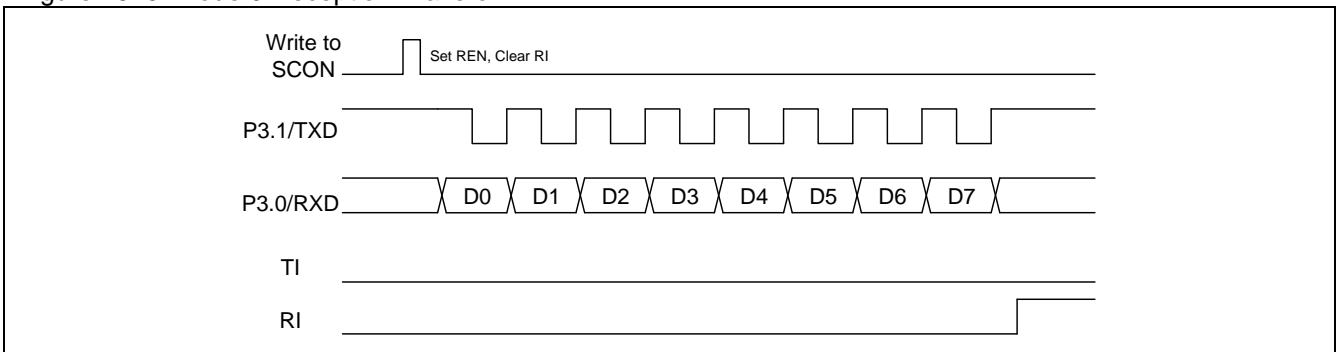 Write to
SCON
Set REN, Clear RI
P3.1/TXD
P3.0/RXD
D0 D1 D2 D3 D4 D5 D6 D7
TI
RI